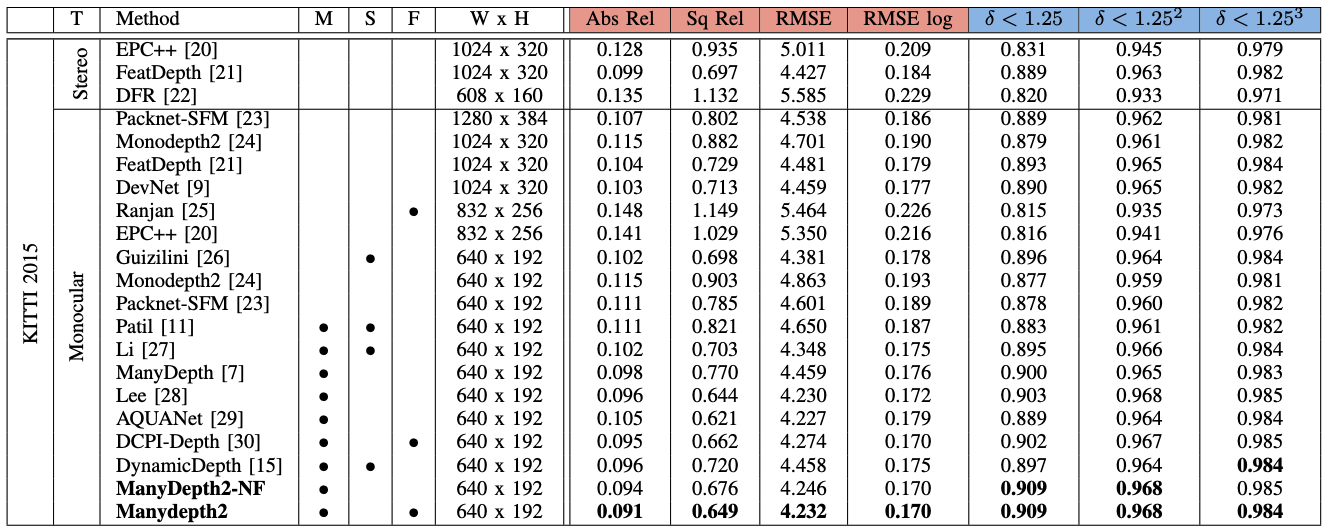 T Method M S F W x H Abs Rel Sq Rel RMSE RMSE log δ < 1.25 δ < 1.25² δ < 1.25³
KITTI 2015
Stereo
EPC++ [20] 1024 x 320 0.128 0.935 5.011 0.209 0.831 0.945 0.979
FeatDepth [21] 1024 x 320 0.099 0.697 4.427 0.184 0.889 0.963 0.982
DFR [22] 608 x 160 0.135 1.132 5.585 0.229 0.820 0.933 0.971
Monocular
Packnet-SFM [23] 1280 x 384 0.107 0.802 4.538 0.186 0.889 0.962 0.981
Monodepth2 [24] 1024 x 320 0.115 0.882 4.701 0.190 0.879 0.961 0.982
FeatDepth [21] 1024 x 320 0.104 0.729 4.481 0.179 0.893 0.965 0.984
DevNet [9] 1024 x 320 0.103 0.713 4.459 0.177 0.890 0.965 0.982
Ranjan [25] ● 832 x 256 0.148 1.149 5.464 0.226 0.815 0.935 0.973
EPC++ [20] 832 x 256 0.141 1.029 5.350 0.216 0.816 0.941 0.976
Guizilini [26] ● 640 x 192 0.102 0.698 4.381 0.178 0.896 0.964 0.984
Monodepth2 [24] 640 x 192 0.115 0.903 4.863 0.193 0.877 0.959 0.981
Packnet-SFM [23] 640 x 192 0.111 0.785 4.601 0.189 0.878 0.960 0.982
Patil [11] ● ● 640 x 192 0.111 0.821 4.650 0.187 0.883 0.961 0.982
Li [27] ● ● 640 x 192 0.102 0.703 4.348 0.175 0.895 0.966 0.984
ManyDepth [7] ● 640 x 192 0.098 0.770 4.459 0.176 0.900 0.965 0.983
Lee [28] ● 640 x 192 0.096 0.644 4.230 0.172 0.903 0.968 0.985
AQUANet [29] ● 640 x 192 0.105 0.621 4.227 0.179 0.889 0.964 0.984
DCPI-Depth [30] ● ● 640 x 192 0.095 0.662 4.274 0.170 0.902 0.967 0.985
DynamicDepth [15] ● ● 640 x 192 0.096 0.720 4.458 0.175 0.897 0.964 0.984
ManyDepth2-NF ● 640 x 192 0.094 0.676 4.246 0.170 0.909 0.968 0.985
Manydepth2 ● ● 640 x 192 0.091 0.649 4.232 0.170 0.909 0.968 0.984